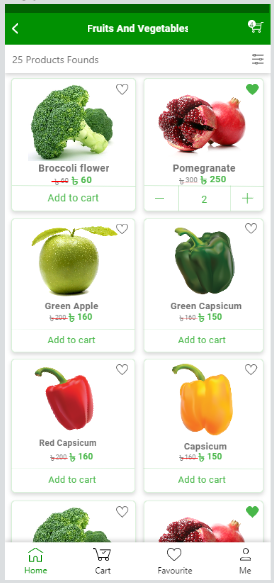 Fruits And Vegetables
25 Products Founds
Broccoli flower
Pomegranate
৳ 60 ৳ 60
৳ 300 ৳ 250
Add to cart
2
Green Apple
Green Capsicum
৳ 200 ৳ 160
৳ 160 ৳ 150
Add to cart
Add to cart
Red Capsicum
Capsicum
৳ 200 ৳ 160
৳ 160 ৳ 150
Add to cart
Add to cart
Home
Cart
Favourite
Me